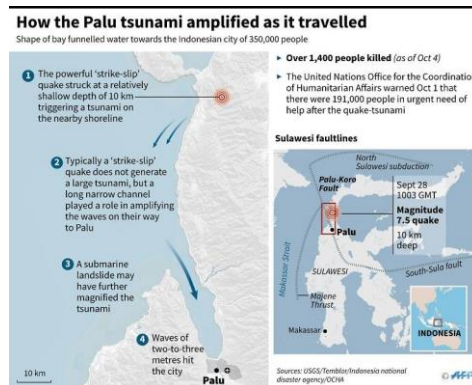 How the Palu tsunami amplified as it travelled
Shape of bay funnelled water towards the Indonesian city of 350,000 people
1 The powerful 'strike-slip'
quake struck at a relatively
shallow depth of 10 km
triggering a tsunami on
the nearby shoreline
2 Typically a 'strike-slip'
quake does not generate
a large tsunami, but a
long narrow channel
played a role in amplifying
the waves on their way
to Palu
3 A submarine
landslide may
have further
magnified the
tsunami
4 Waves of
two-to-three
metres hit
the city
10 km
Palu
Over 1,400 people killed (as of Oct 4)
The United Nations Office for the Coordinatio
of Humanitarian Affairs warned Oct 1 that
there were 191,000 people in urgent need of
help after the quake-tsunami
Sulawesi faultlines
North
Sulawesi subduction
Palu-Koro
Fault
Sept 28
1003 GMT
Magnitude
7.5 quake
10 km
deep
Palu
Makassar Strait
SULAWESI
South-Sula fault
Majene
Thrust
Makassar
INDONESIA
Sources: USGS/Temblor/Indonesia national
disaster agency/OCHA
© AFP